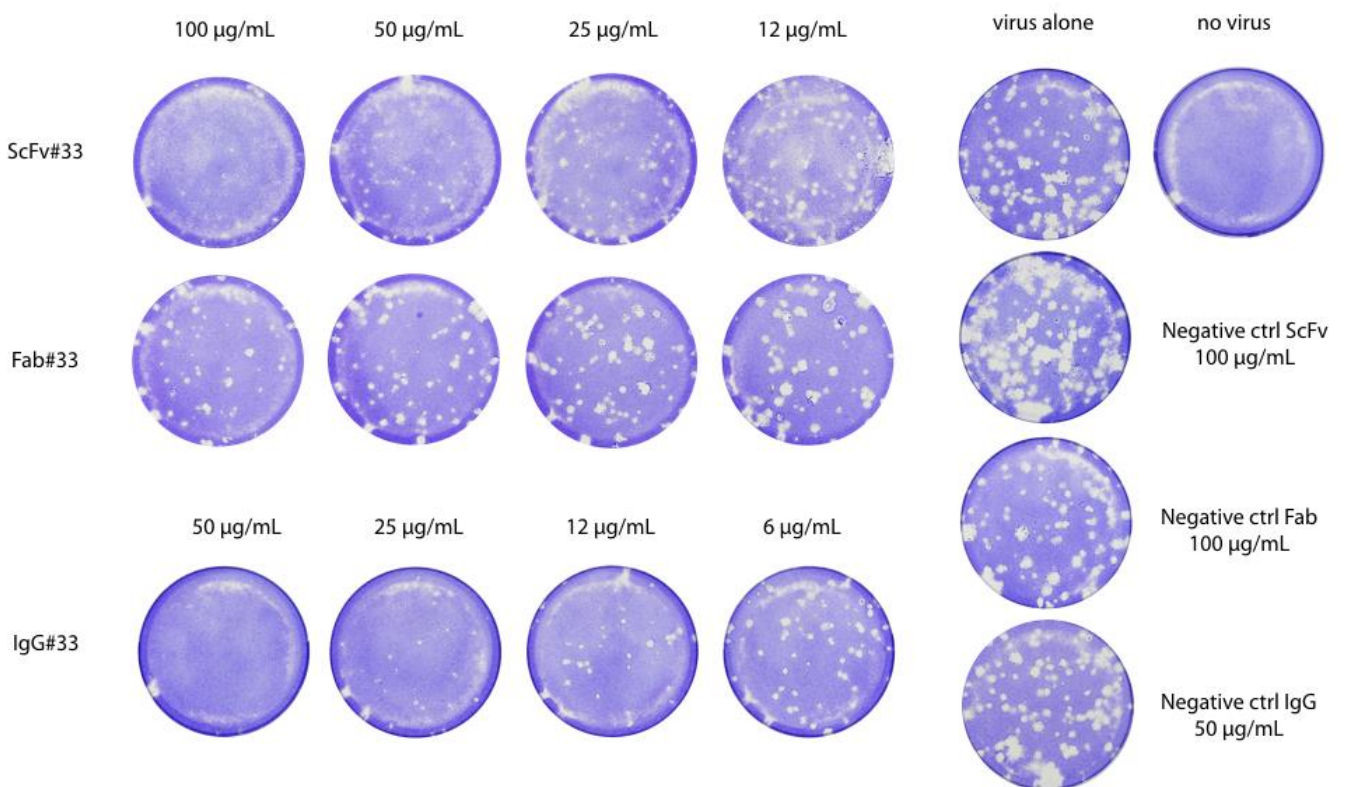 100 µg/mL 50 µg/mL 25 µg/mL 12 µg/mL virus alone no virus
ScFv#33
Negative ctrl ScFv
100 µg/mL
Fab#33
50 µg/mL 25 µg/mL 12 µg/mL 6 µg/mL
Negative ctrl Fab
100 µg/mL
IgG#33
Negative ctrl IgG
50 µg/mL